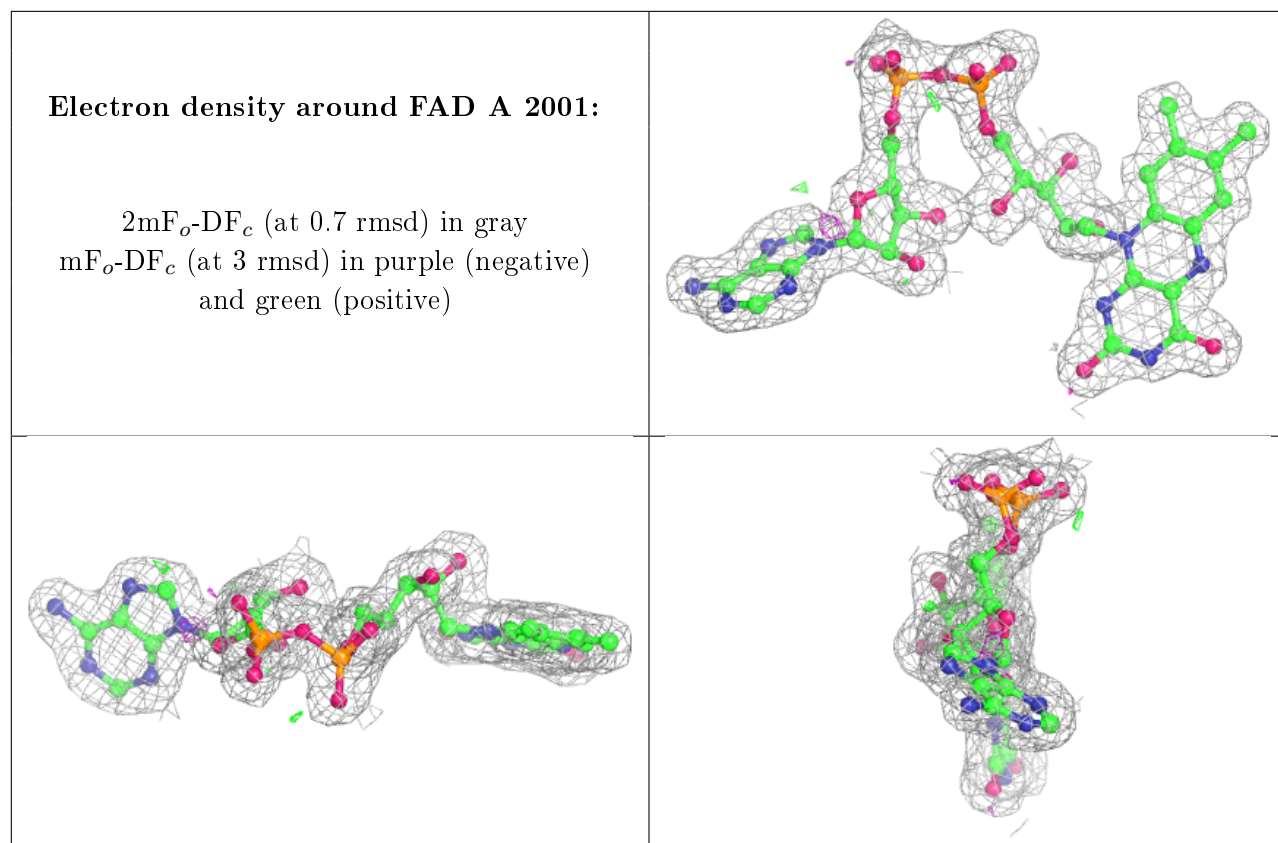 Electron density around FAD A 2001:
2mFo-DFc (at 0.7 rmsd) in gray
mFo-DFc (at 3 rmsd) in purple (negative)
and green (positive)